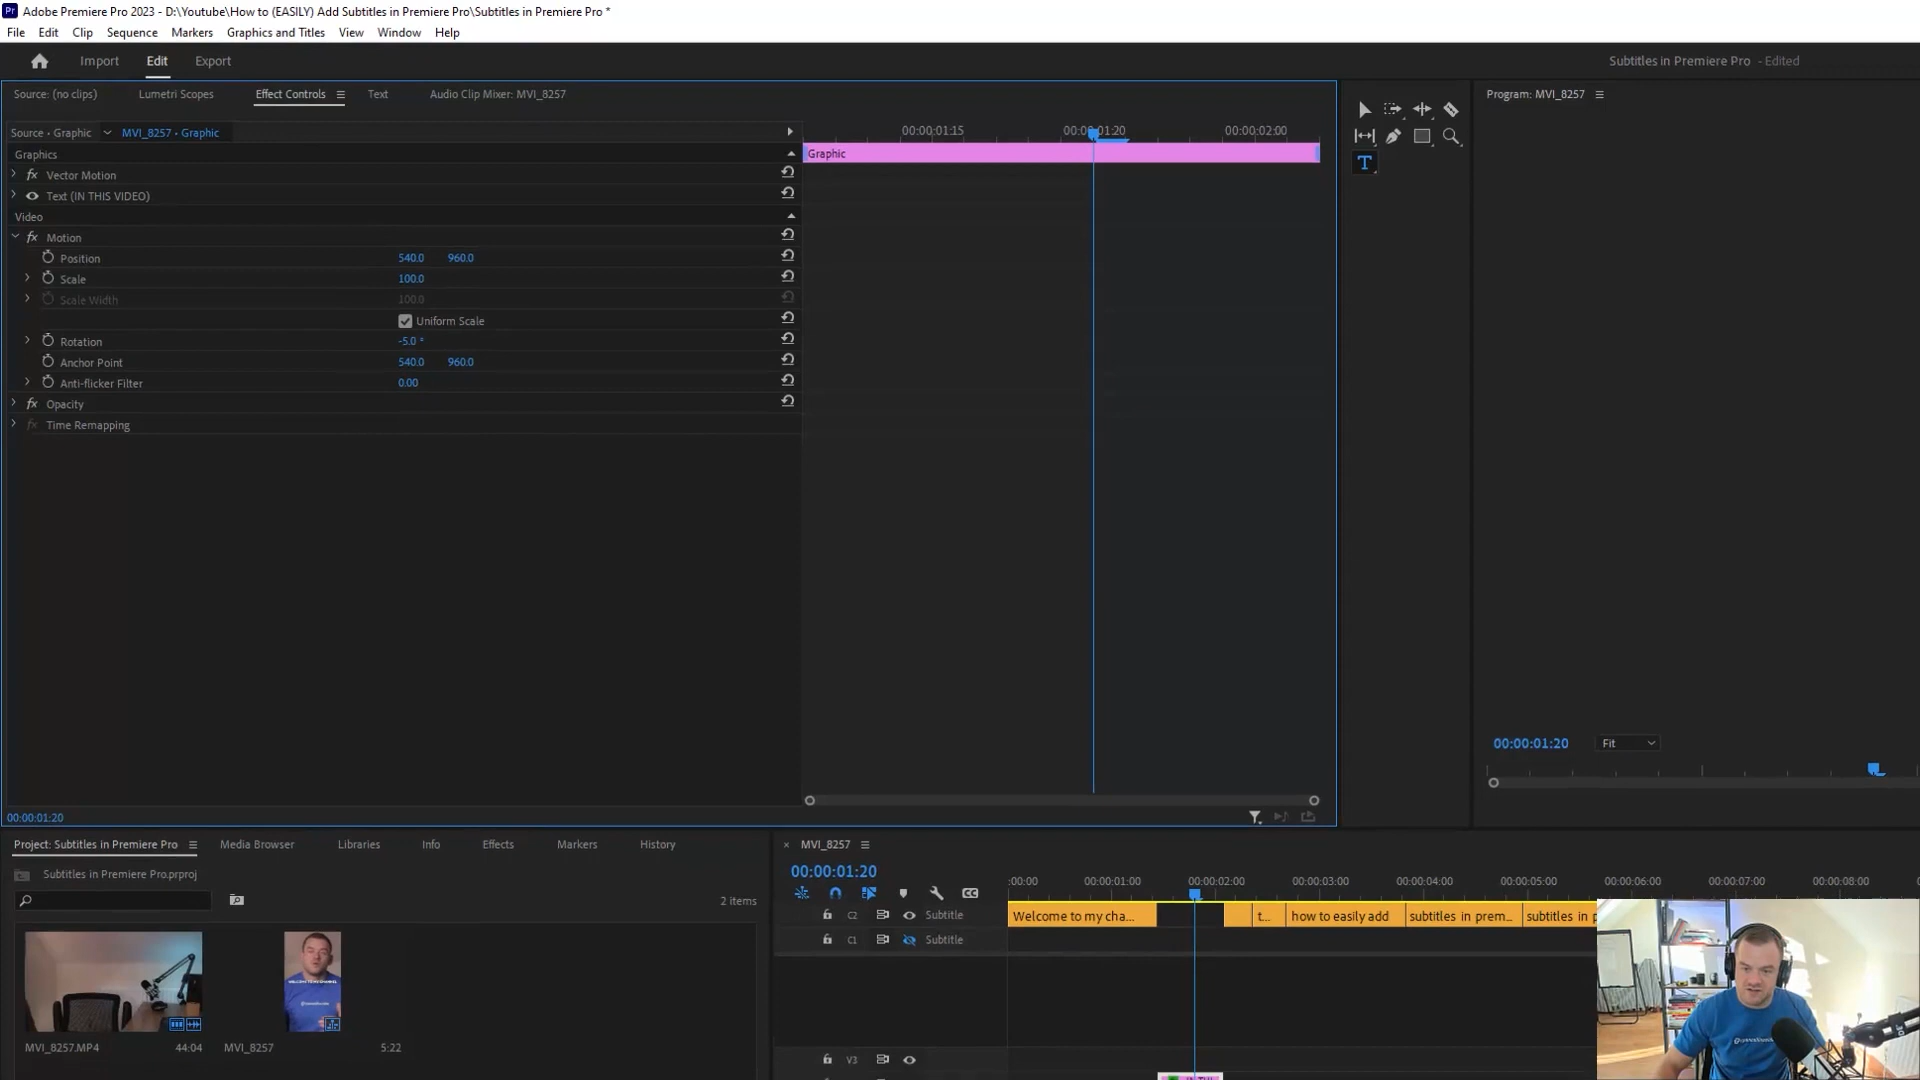 Pr Adobe Premiere Pro 2023 - D:\Youtube\How to (EASILY) Add Subtitles in Premiere Pro\Subtitles in Premiere Pro *
File Edit Clip Sequence Markers Graphics and Titles View Window Help
Import Edit Export Subtitles in Premiere Pro - Edited
Source: (no clips) Lumetri Scopes Effect Controls Text Audio Clip Mixer: MVI_8257 Program: MVI_8257
Source • Graphic MVI_8257 • Graphic 00:00:01:15 00:00:01:20 00:00:02:00
Graphics Graphic
fx Vector Motion
Text (IN THIS VIDEO)
Video
fx Motion
Position 540.0 960.0
Scale 100.0
Scale Width 100.0
Uniform Scale
Rotation -5.0 °
Anchor Point 540.0 960.0
Anti-flicker Filter 0.00
fx Opacity
fx Time Remapping
00:00:01:20 Fit
00:00:01:20
Project: Subtitles in Premiere Pro Media Browser Libraries Info Effects Markers History × MVI_8257
Subtitles in Premiere Pro.prproj 00:00:01:20
:00:00 00:00:01:00 00:00:02:00 00:00:03:00 00:00:04:00 00:00:05:00 00:00:06:00 00:00:07:00 00:00:08:00
2 items
C2 Subtitle Welcome to my cha... t... how to easily add subtitles in prem... subtitles in p
C1 Subtitle
WELCOME TO MY CHANNEL
MVI_8257.MP4 44:04 MVI_8257 5:22
V3